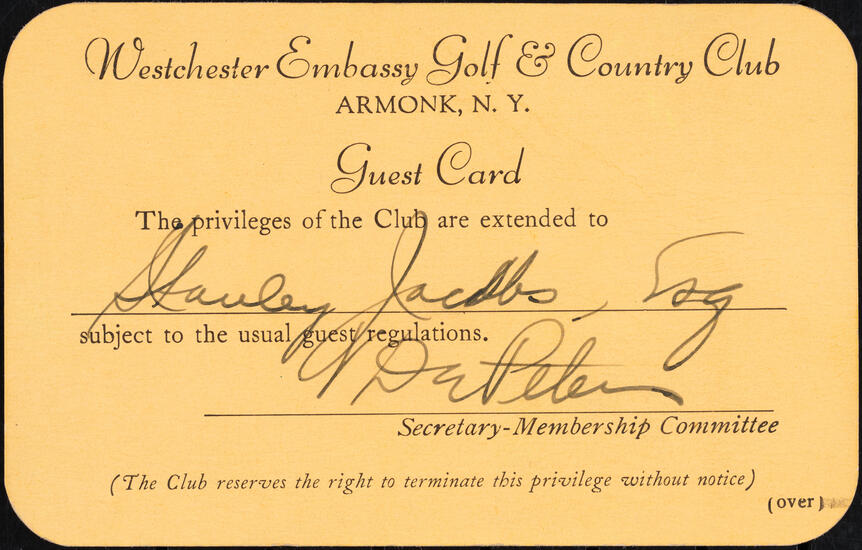 Westchester Embassy Golf & Country Club
ARMONK, N. Y.
Guest Card
The privileges of the Club are extended to
Stanley Jacobs, Esq
subject to the usual guest regulations.
Peters
Secretary-Membership Committee
(The Club reserves the right to terminate this privilege without notice)
(over)